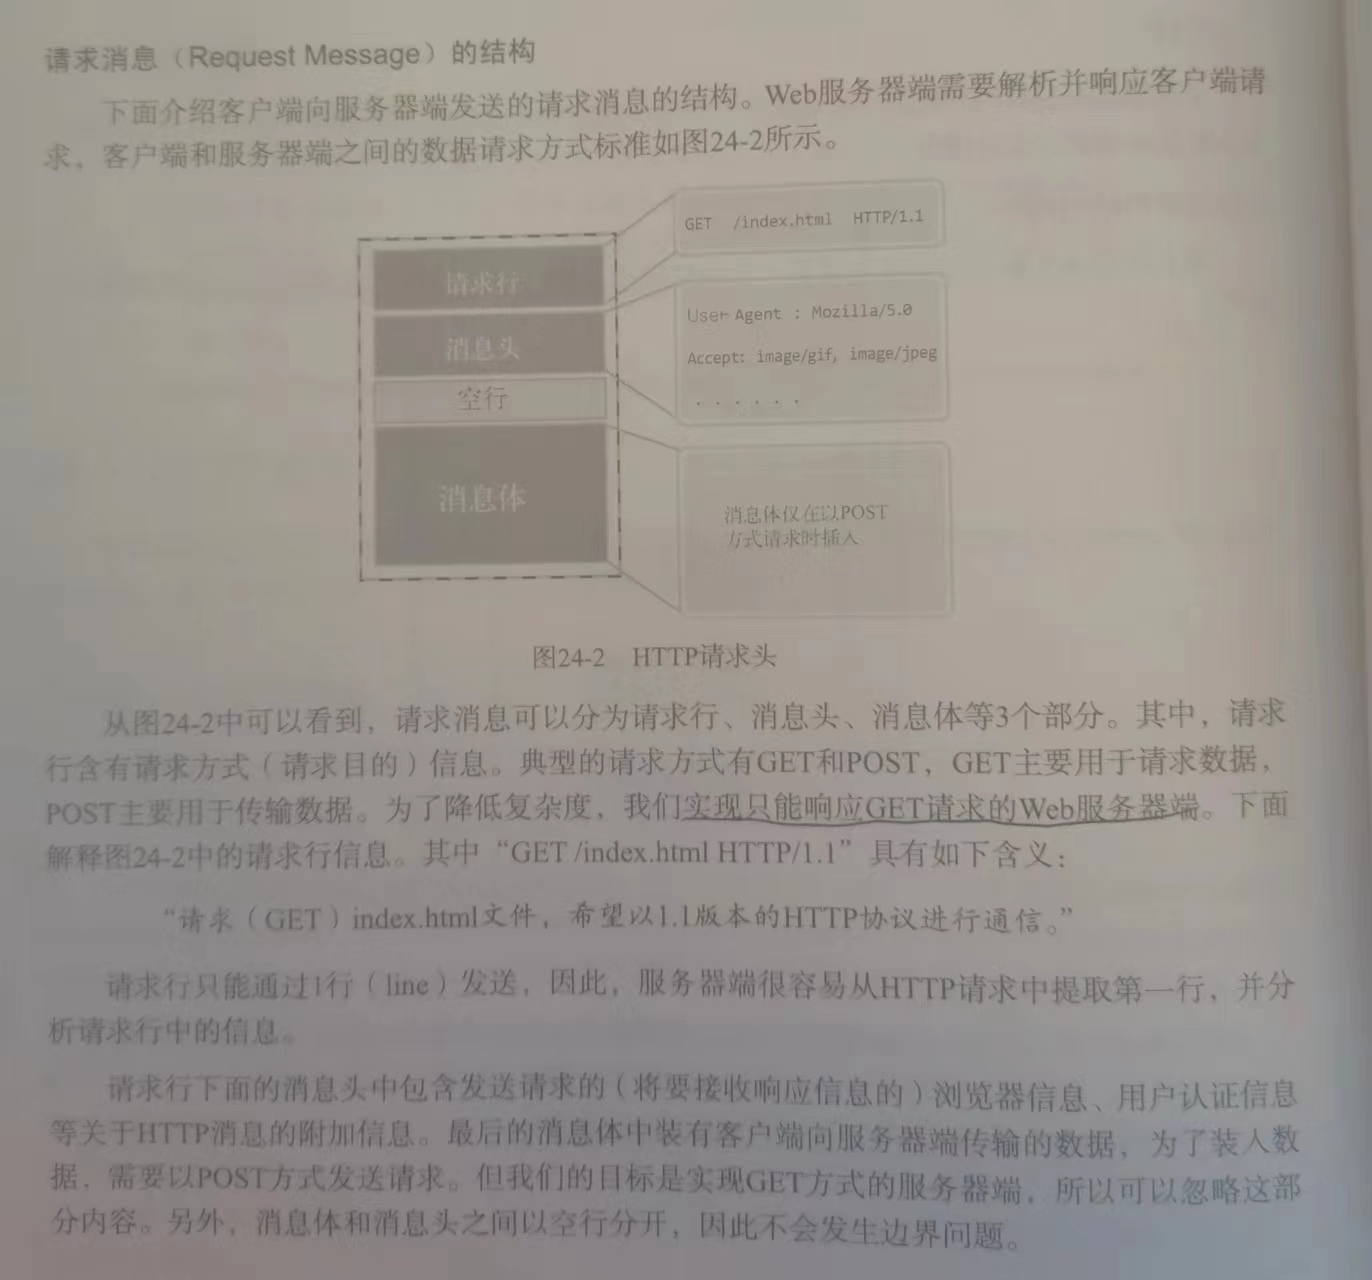 请求消息（Request Message）的结构
下面介绍客户端向服务器端发送的请求消息的结构。Web服务器端需要解析并响应客户端请
求，客户端和服务器端之间的数据请求方式标准如图24-2所示。
请求行
消息头
空行
消息体
GET /index.html HTTP/1.1
User-Agent : Mozilla/5.0
Accept: image/gif, image/jpeg
. . . . . .
消息体仅在以POST
方式请求时插入
图24-2 HTTP请求头
从图24-2中可以看到，请求消息可以分为请求行、消息头、消息体等3个部分。其中，请求
行含有请求方式（请求目的）信息。典型的请求方式有GET和POST，GET主要用于请求数据，
POST主要用于传输数据。为了降低复杂度，我们实现只能响应GET请求的Web服务器端。下面
解释图24-2中的请求行信息。其中“GET /index.html HTTP/1.1”具有如下含义：
“请求（GET）index.html文件，希望以1.1版本的HTTP协议进行通信。”
请求行只能通过1行（line）发送，因此，服务器端很容易从HTTP请求中提取第一行，并分
析请求行中的信息。
请求行下面的消息头中包含发送请求的（将要接收响应信息的）浏览器信息、用户认证信息
等关于HTTP消息的附加信息。最后的消息体中装有客户端向服务器端传输的数据，为了装入数
据，需要以POST方式发送请求。但我们的目标是实现GET方式的服务器端，所以可以忽略这部
分内容。另外，消息体和消息头之间以空行分开，因此不会发生边界问题。